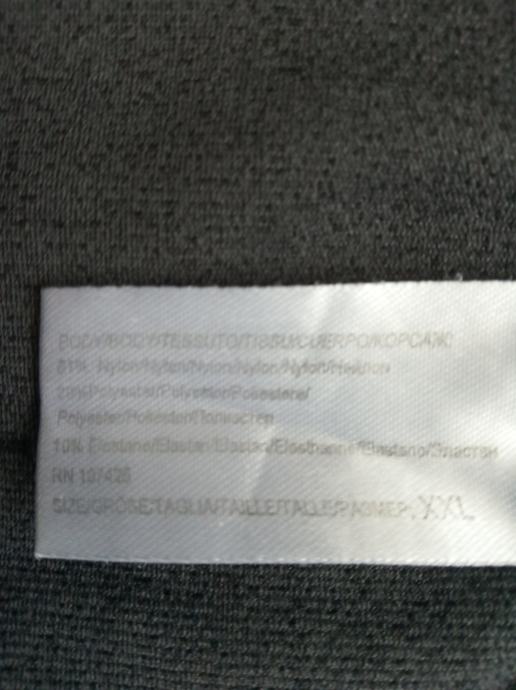 BODY/BODY/TESSUTO/TISSU/CUERPO/КОРСАЖ:
61% Nylon/Nylon/Nylon/Nylon/Nylon/Нейлон
29%Polyester/Polyester/Poliestere/
Polyester/Poliester/Полиэстер
10% Elastane/Elastan/Elastan/Elasthanne/Elastano/Эластан
RN 107426
SIZE/GRÖSSE/TAGLIA/TAILLE/TALLE/РАЗМЕР: XXL